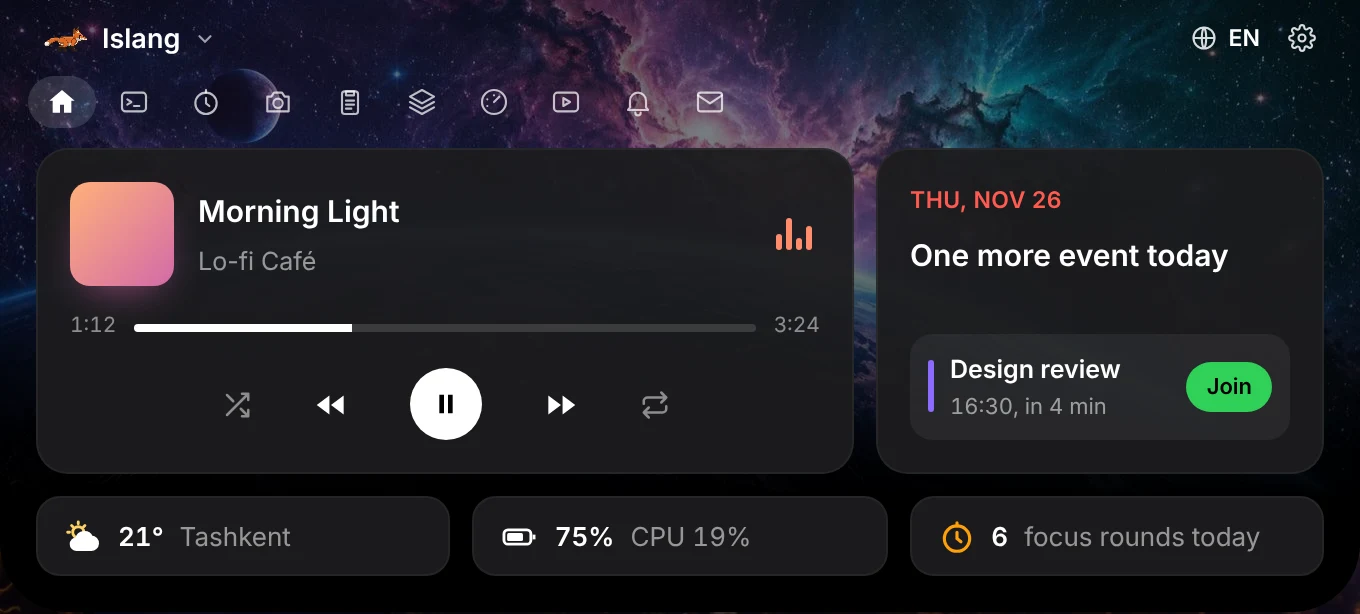 Islang
EN
Morning Light
Lo-fi Café
1:12
3:24
THU, NOV 26
One more event today
Design review
16:30, in 4 min
Join
21° Tashkent
75% CPU 19%
6 focus rounds today